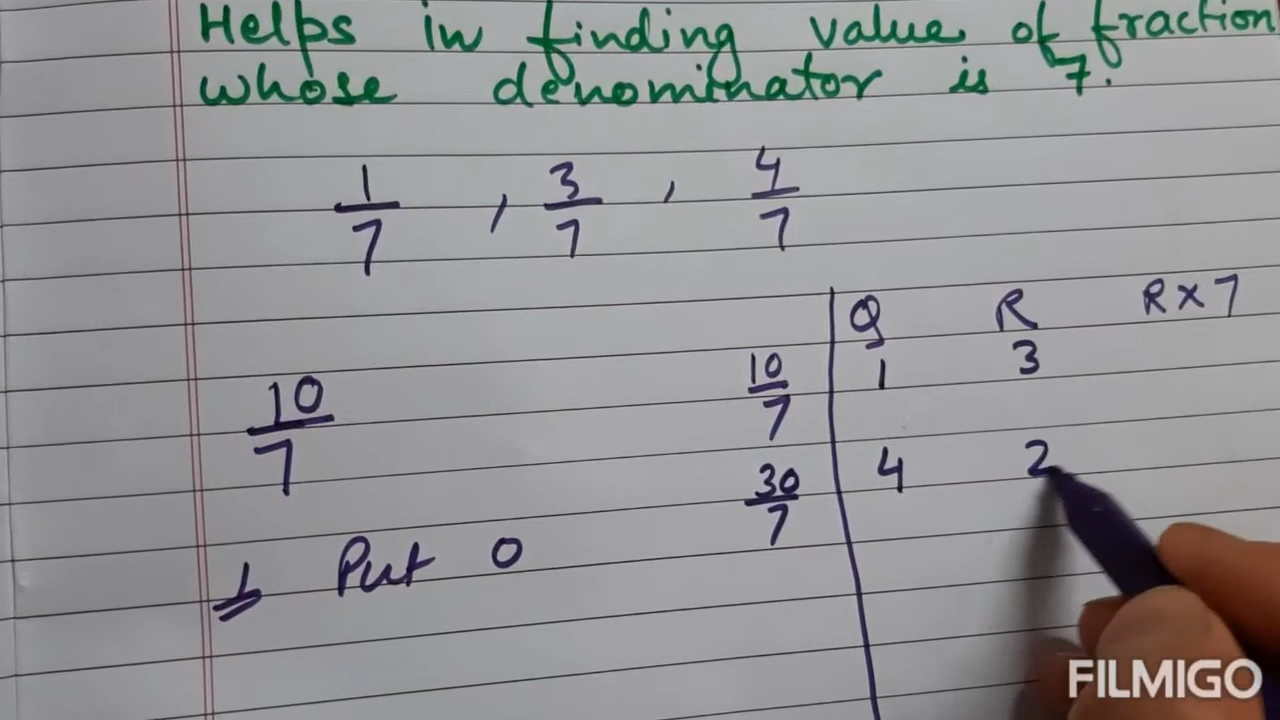 Helps in finding value of fraction
whose denominator is 7.
1/7 , 3/7 , 4/7
Q R R×7
10/7 10/7 1 3
30/7 4 2
1 Put 0
FILMIGO